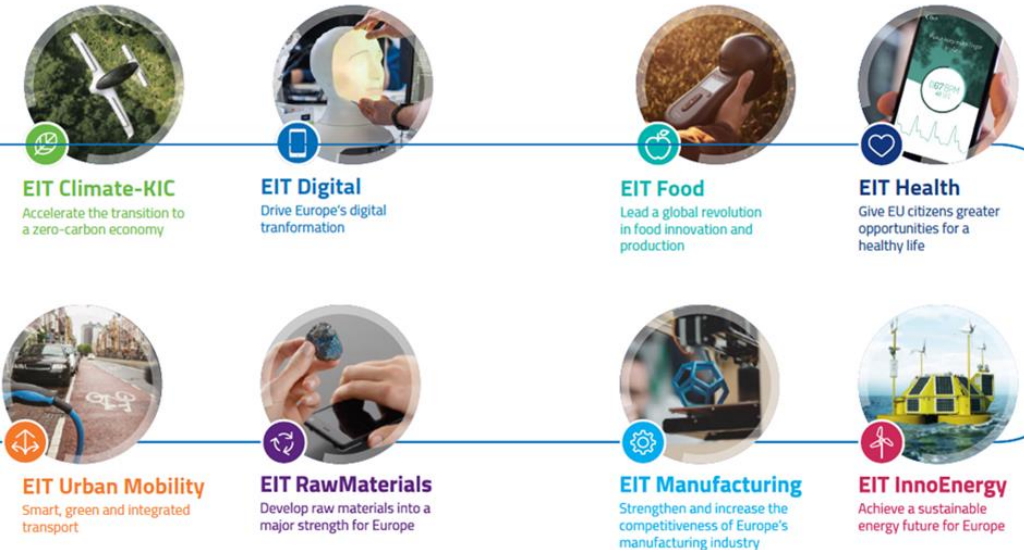 EIT Climate-KIC
Accelerate the transition to
a zero-carbon economy
EIT Digital
Drive Europe's digital
tranformation
EIT Food
Lead a global revolution
in food innovation and
production
EIT Health
Give EU citizens greater
opportunities for a
healthy life
EIT Urban Mobility
Smart, green and integrated
transport
EIT RawMaterials
Develop raw materials into a
major strength for Europe
EIT Manufacturing
Strengthen and increase the
competitiveness of Europe's
manufacturing industry
EIT InnoEnergy
Achieve a sustainable
energy future for Europe